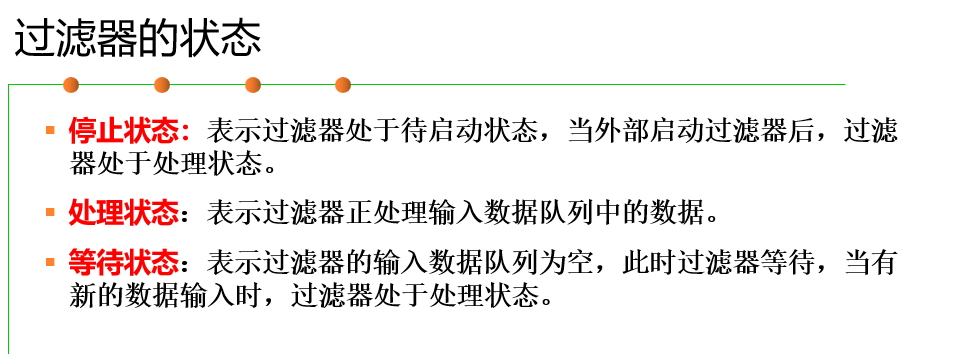 过滤器的状态
停止状态：表示过滤器处于待启动状态，当外部启动过滤器后，过滤
器处于处理状态。
处理状态：表示过滤器正处理输入数据队列中的数据。
等待状态：表示过滤器的输入数据队列为空，此时过滤器等待，当有
新的数据输入时，过滤器处于处理状态。